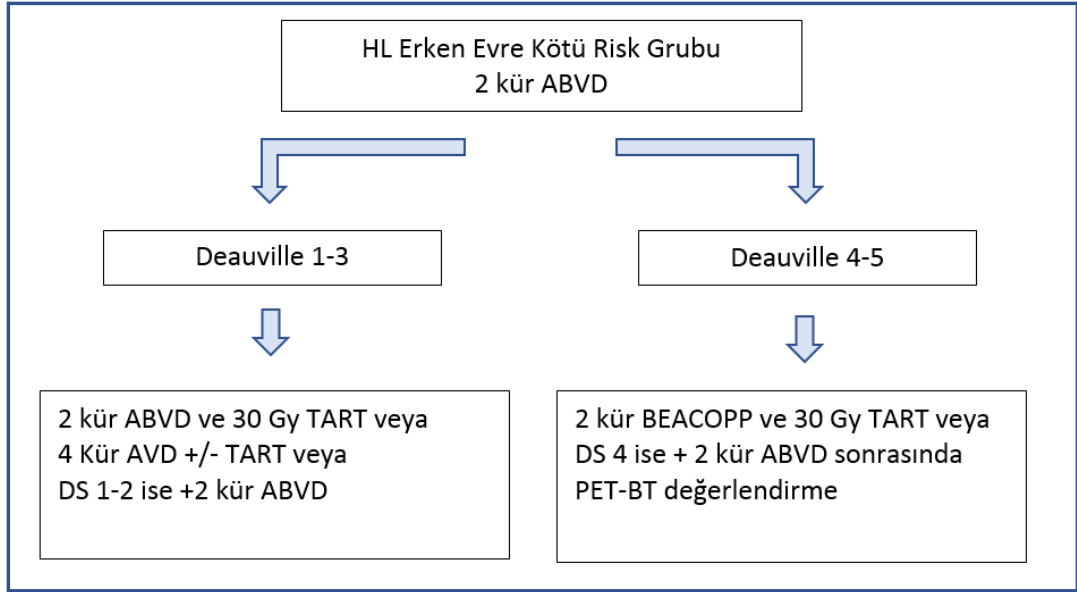 HL Erken Evre Kötü Risk Grubu
2 kür ABVD
Deauville 1-3
Deauville 4-5
2 kür ABVD ve 30 Gy TART veya
4 Kür AVD +/- TART veya
DS 1-2 ise +2 kür ABVD
2 kür BEACOPP ve 30 Gy TART veya
DS 4 ise + 2 kür ABVD sonrasında
PET-BT değerlendirme